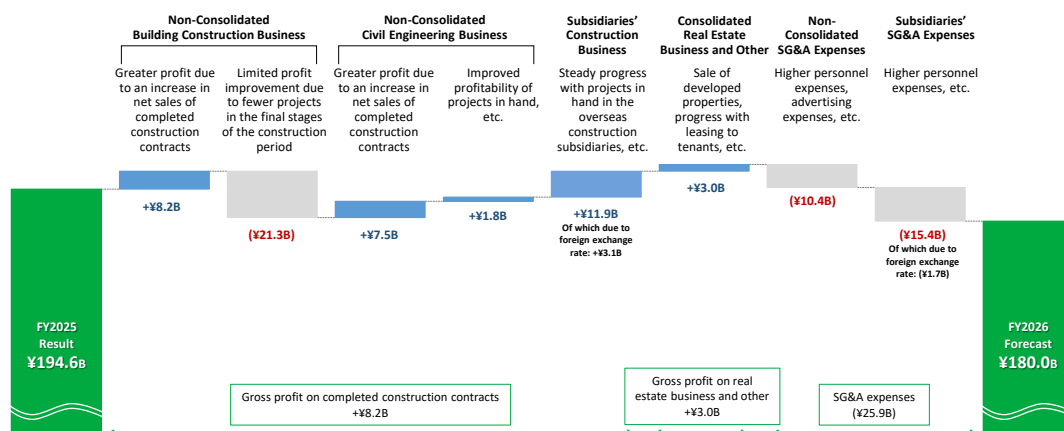 Non-Consolidated
Building Construction Business
Greater profit due
to an increase in
net sales of
completed
construction
contracts
Limited profit
improvement due
to fewer projects
in the final stages
of the construction
period
Non-Consolidated
Civil Engineering Business
Greater profit due
to an increase in
net sales of
completed
construction
contracts
Improved
profitability of
projects in hand,
etc.
Subsidiaries’
Construction
Business
Steady progress
with projects in
hand in the
overseas
construction
subsidiaries, etc.
Consolidated
Real Estate
Business and Other
Sale of
developed
properties,
progress with
leasing to
tenants, etc.
Non-
Consolidated
SG&A Expenses
Higher personnel
expenses,
advertising
expenses, etc.
Subsidiaries’
SG&A Expenses
Higher personnel
expenses, etc.
+¥8.2B
(¥21.3B)
+¥7.5B
+¥1.8B
+¥11.9B
Of which due to
foreign exchange
rate: +¥3.1B
+¥3.0B
(¥10.4B)
(¥15.4B)
Of which due to
foreign exchange
rate: (¥1.7B)
FY2025
Result
¥194.6B
FY2026
Forecast
¥180.0B
Gross profit on completed construction contracts
+¥8.2B
Gross profit on real
estate business and other
+¥3.0B
SG&A expenses
(¥25.9B)